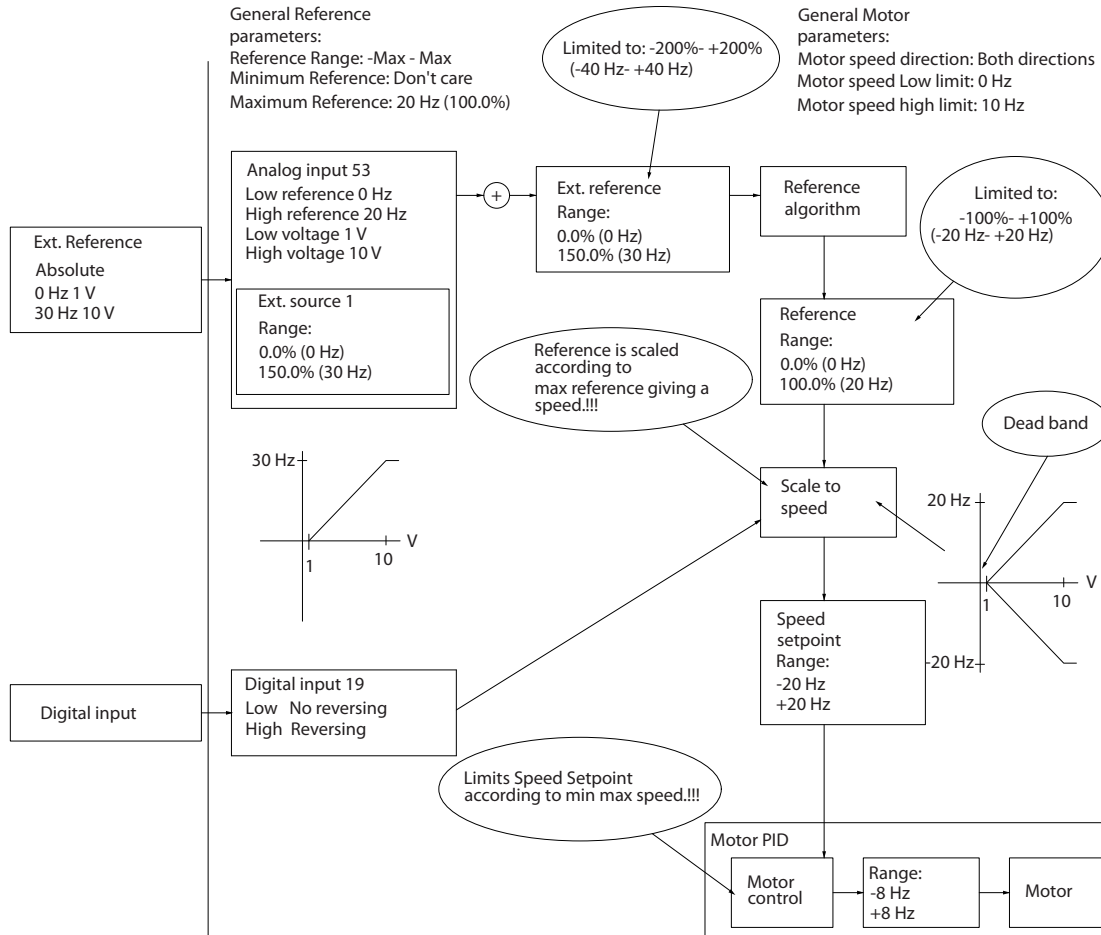 General Reference
parameters:
Reference Range: -Max - Max
Minimum Reference: Don't care
Maximum Reference: 20 Hz (100.0%)
Limited to: -200%- +200%
(-40 Hz- +40 Hz)
General Motor
parameters:
Motor speed direction: Both directions
Motor speed Low limit: 0 Hz
Motor speed high limit: 10 Hz
Ext. Reference
Absolute
0 Hz 1 V
30 Hz 10 V
Analog input 53
Low reference 0 Hz
High reference 20 Hz
Low voltage 1 V
High voltage 10 V
Ext. source 1
Range:
0.0% (0 Hz)
150.0% (30 Hz)
+
Ext. reference
Range:
0.0% (0 Hz)
150.0% (30 Hz)
Reference
algorithm
Limited to:
-100%- +100%
(-20 Hz- +20 Hz)
Reference
Range:
0.0% (0 Hz)
100.0% (20 Hz)
Reference is scaled
according to
max reference giving a
speed.!!!
Dead band
30 Hz
1
10
V
Scale to
speed
20 Hz
1
10
V
-20 Hz
Speed
setpoint
Range:
-20 Hz
+20 Hz
Digital input
Digital input 19
Low No reversing
High Reversing
Limits Speed Setpoint
according to min max speed.!!!
Motor PID
Motor
control
Range:
-8 Hz
+8 Hz
Motor